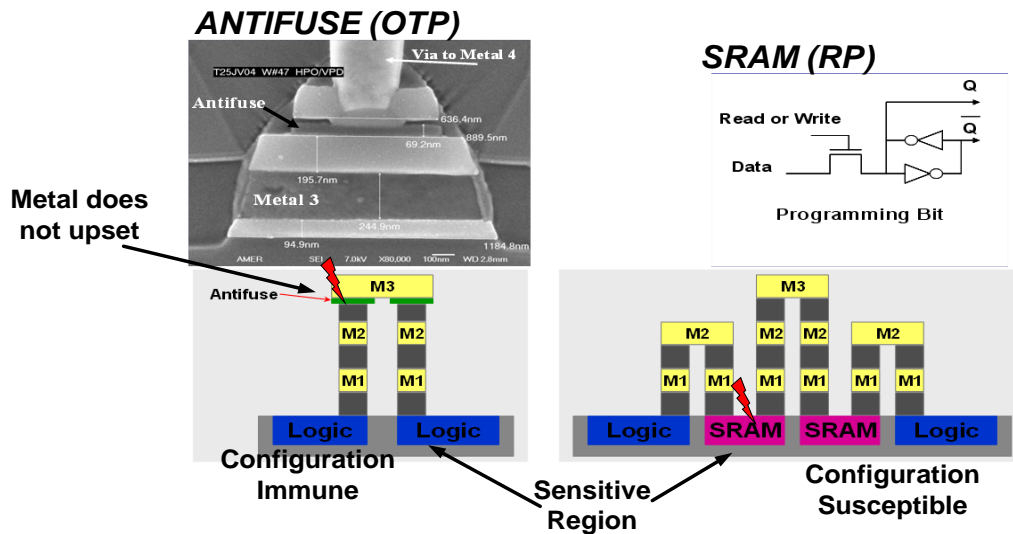 ANTIFUSE (OTP)
Via to Metal 4
T25JV04 W#47 HPO/VPD
Antifuse
636.4nm
889.5nm
69.2nm
195.7nm
Metal 3
244.9nm
94.9nm
1184.8nm
AMER SEI 7.0kV X80,000 100nm WD 2.8mm
Metal does
not upset
Antifuse
M3
M2 M2
M1 M1
Logic Logic
Configuration
Immune
SRAM (RP)
Q
Read or Write
Q
Data
Programming Bit
M3
M2 M2 M2 M2
M1 M1 M1 M1 M1 M1
Logic SRAM SRAM Logic
Sensitive
Region
Configuration
Susceptible